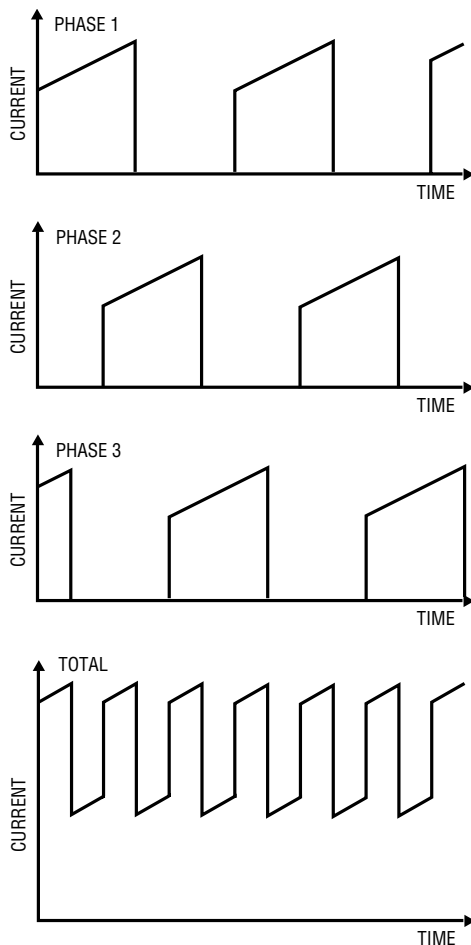 PHASE 1
CURRENT
TIME
PHASE 2
CURRENT
TIME
PHASE 3
CURRENT
TIME
TOTAL
CURRENT
TIME